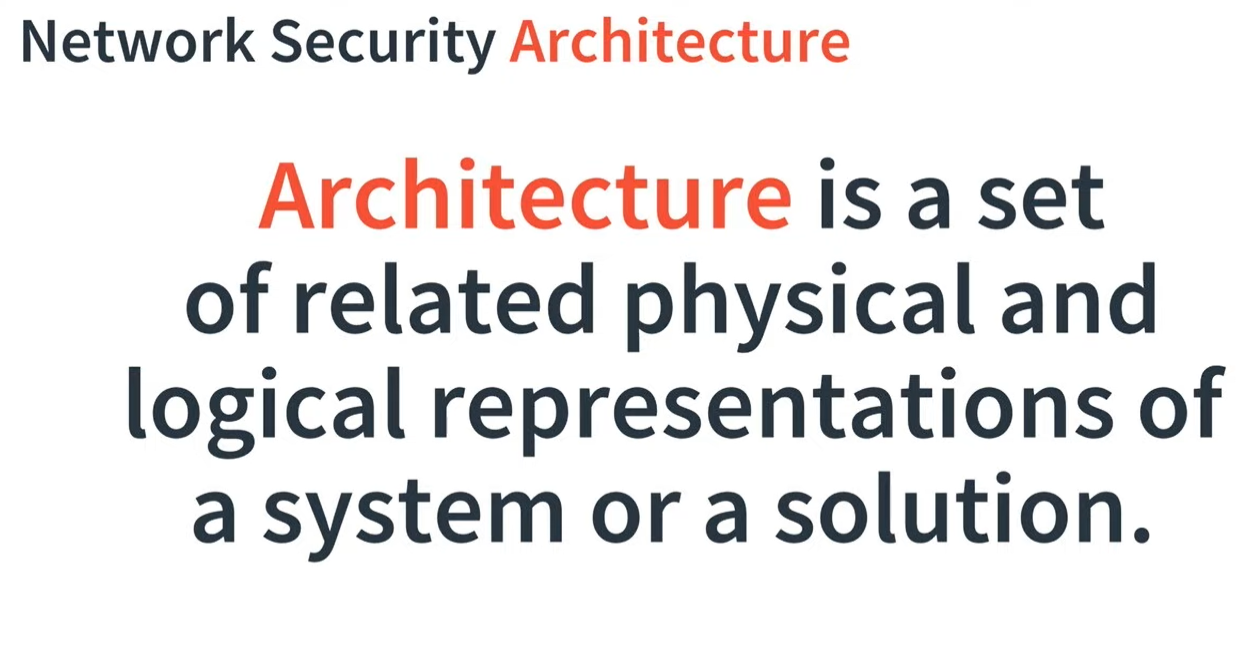 Network Security Architecture
Architecture is a set
of related physical and
logical representations of
a system or a solution.